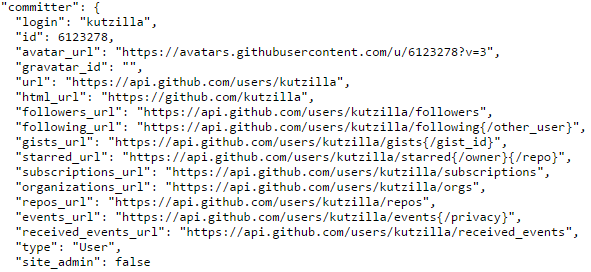 "committer": {
"login": "kutzilla",
"id": 6123278,
"avatar_url": "https://avatars.githubusercontent.com/u/6123278?v=3",
"gravatar_id": "",
"url": "https://api.github.com/users/kutzilla",
"html_url": "https://github.com/kutzilla",
"followers_url": "https://api.github.com/users/kutzilla/followers",
"following_url": "https://api.github.com/users/kutzilla/following{/other_user}",
"gists_url": "https://api.github.com/users/kutzilla/gists{/gist_id}",
"starred_url": "https://api.github.com/users/kutzilla/starred{/owner}{/repo}",
"subscriptions_url": "https://api.github.com/users/kutzilla/subscriptions",
"organizations_url": "https://api.github.com/users/kutzilla/orgs",
"repos_url": "https://api.github.com/users/kutzilla/repos",
"events_url": "https://api.github.com/users/kutzilla/events{/privacy}",
"received_events_url": "https://api.github.com/users/kutzilla/received_events",
"type": "User",
"site_admin": false